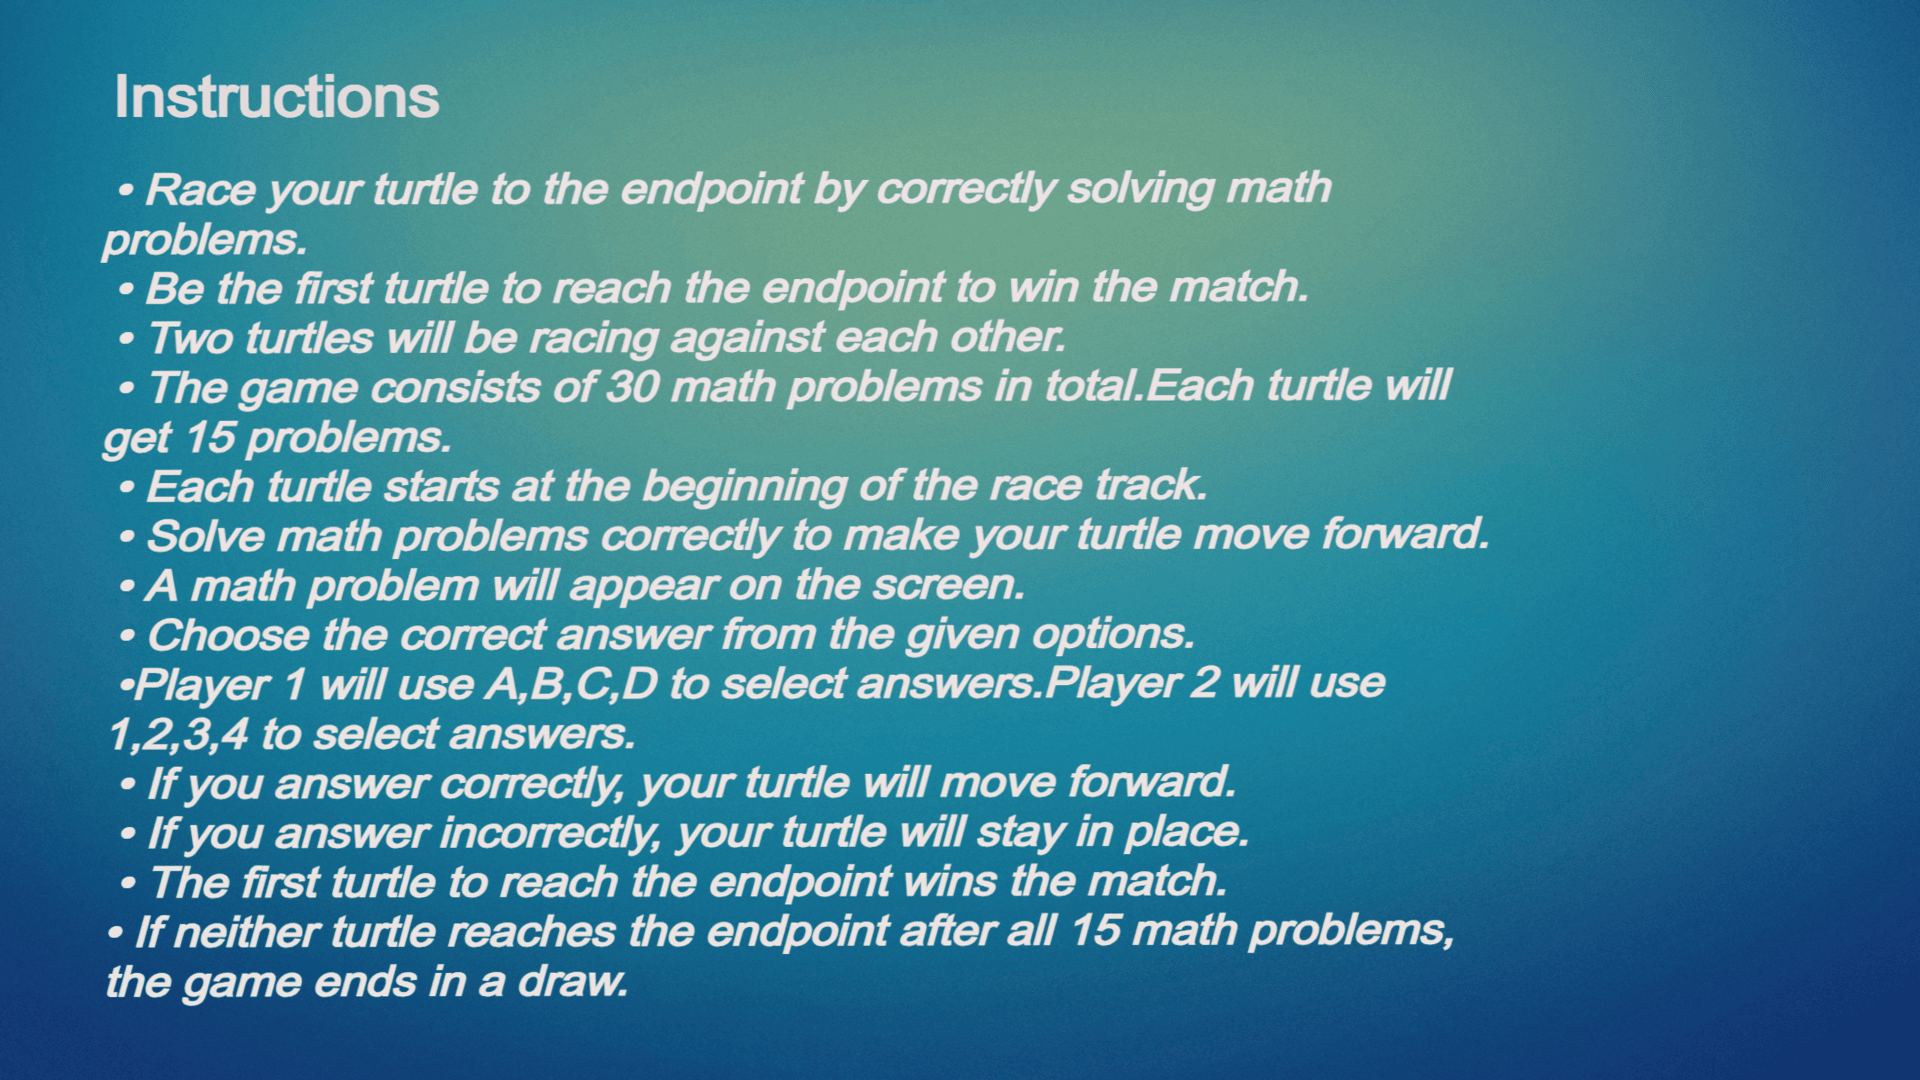 Instructions
• Race your turtle to the endpoint by correctly solving math
problems.
• Be the first turtle to reach the endpoint to win the match.
• Two turtles will be racing against each other.
• The game consists of 30 math problems in total.Each turtle will
get 15 problems.
• Each turtle starts at the beginning of the race track.
• Solve math problems correctly to make your turtle move forward.
• A math problem will appear on the screen.
• Choose the correct answer from the given options.
•Player 1 will use A,B,C,D to select answers.Player 2 will use
1,2,3,4 to select answers.
• If you answer correctly, your turtle will move forward.
• If you answer incorrectly, your turtle will stay in place.
• The first turtle to reach the endpoint wins the match.
• If neither turtle reaches the endpoint after all 15 math problems,
the game ends in a draw.